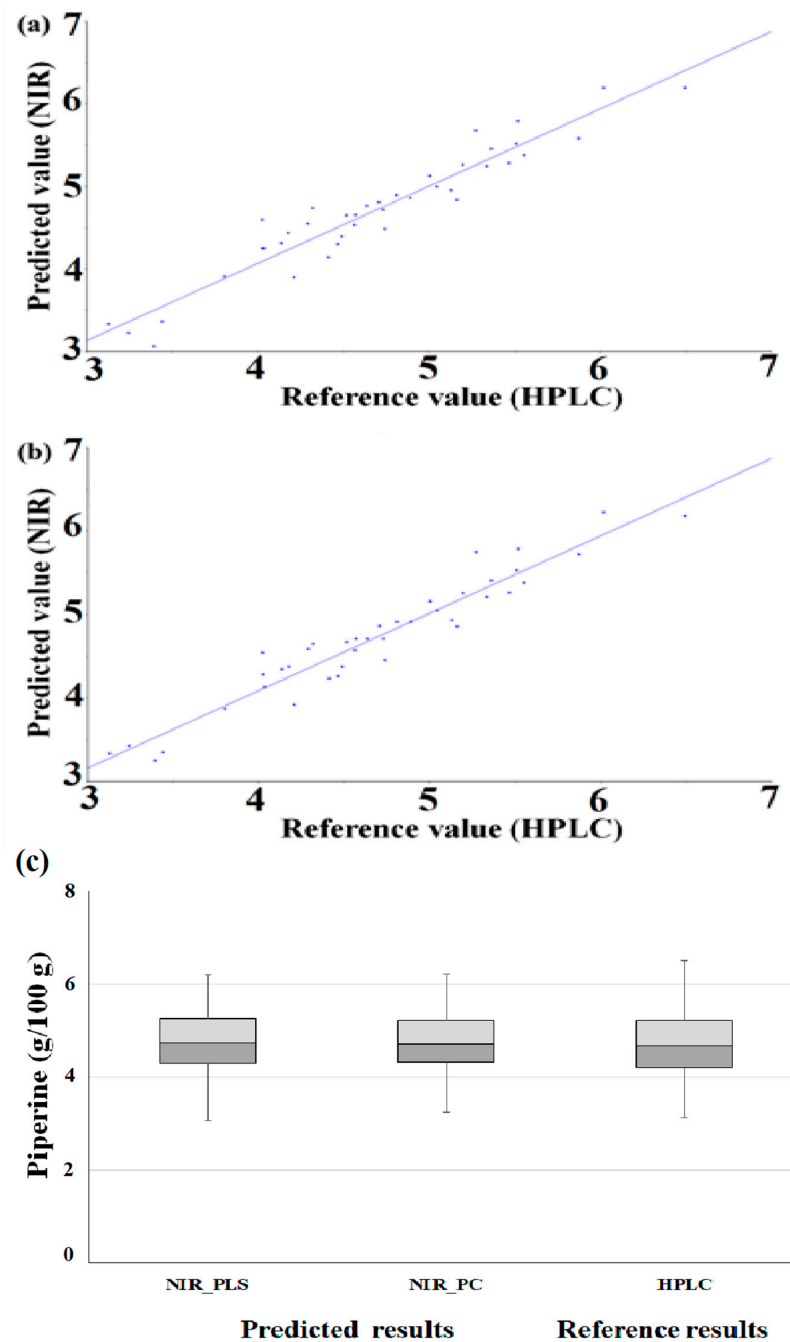 (a)
7
6
5
4
3
Predicted value (NIR)
3 4 5 6 7
Reference value (HPLC)
(b)
7
6
5
4
3
Predicted value (NIR)
3 4 5 6 7
Reference value (HPLC)
(c)
8
6
4
2
0
Piperine (g/100 g)
NIR_PLS NIR_PC HPLC
Predicted results Reference results